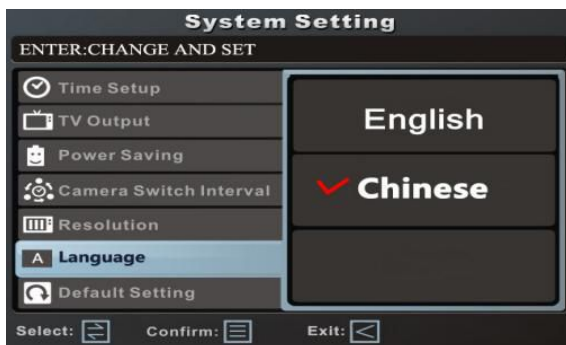 System Setting
ENTER:CHANGE AND SET
Time Setup
TV Output
Power Saving
Camera Switch Interval
Resolution
A Language
Default Setting
English
Chinese
Select: Confirm: Exit: